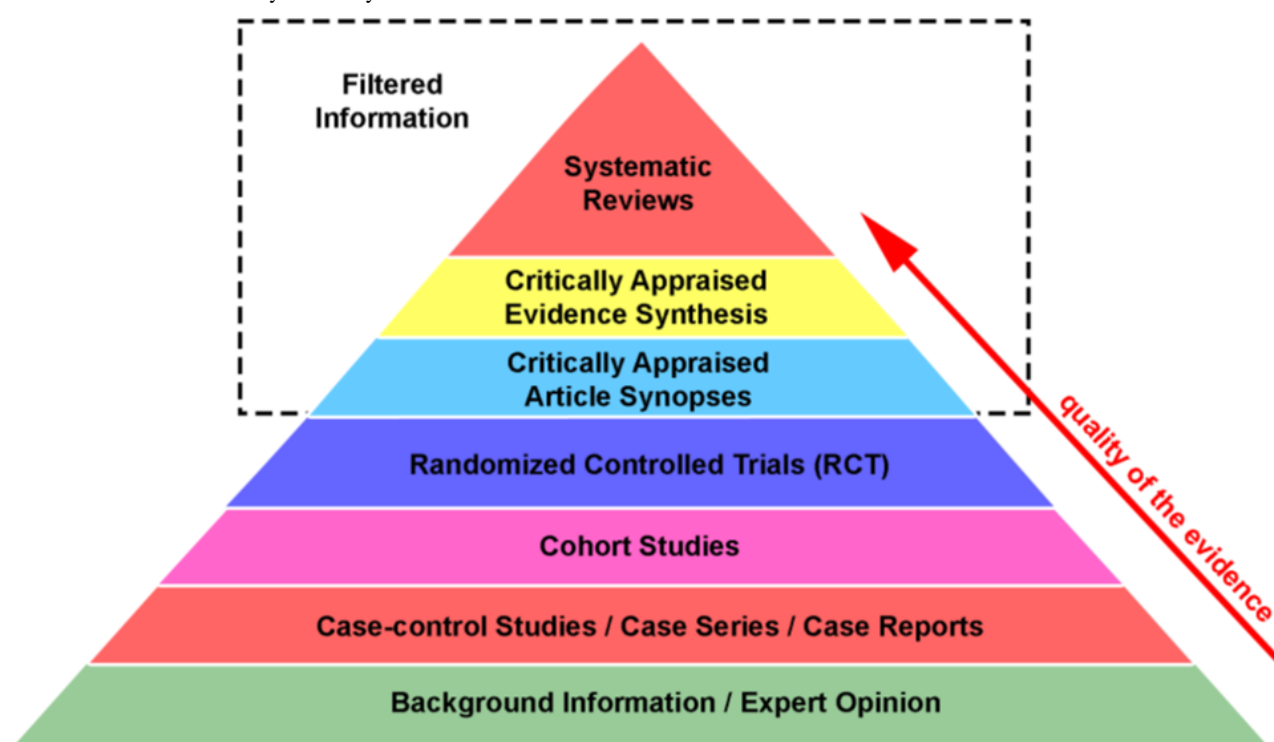 Filtered
Information
Systematic
Reviews
Critically Appraised
Evidence Synthesis
Critically Appraised
Article Synopses
Randomized Controlled Trials (RCT)
quality of the evidence
Cohort Studies
Case-control Studies / Case Series / Case Reports
Background Information / Expert Opinion